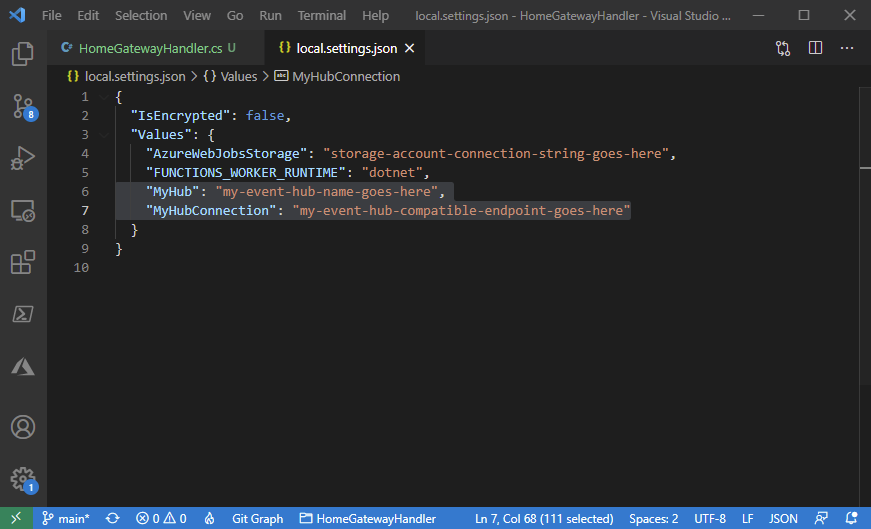 File Edit Selection View Go Run Terminal Help local.settings.json - HomeGatewayHandler - Visual Studio ...
HomeGatewayHandler.cs U {} local.settings.json
{} local.settings.json > {} Values > abc MyHubConnection
1 {
2 "IsEncrypted": false,
3 "Values": {
4 "AzureWebJobsStorage": "storage-account-connection-string-goes-here",
5 "FUNCTIONS_WORKER_RUNTIME": "dotnet",
6 "MyHub": "my-event-hub-name-goes-here",
7 "MyHubConnection": "my-event-hub-compatible-endpoint-goes-here"
8 }
9 }
10
8
1
main* 0 0 Git Graph HomeGatewayHandler Ln 7, Col 68 (111 selected) Spaces: 2 UTF-8 LF JSON